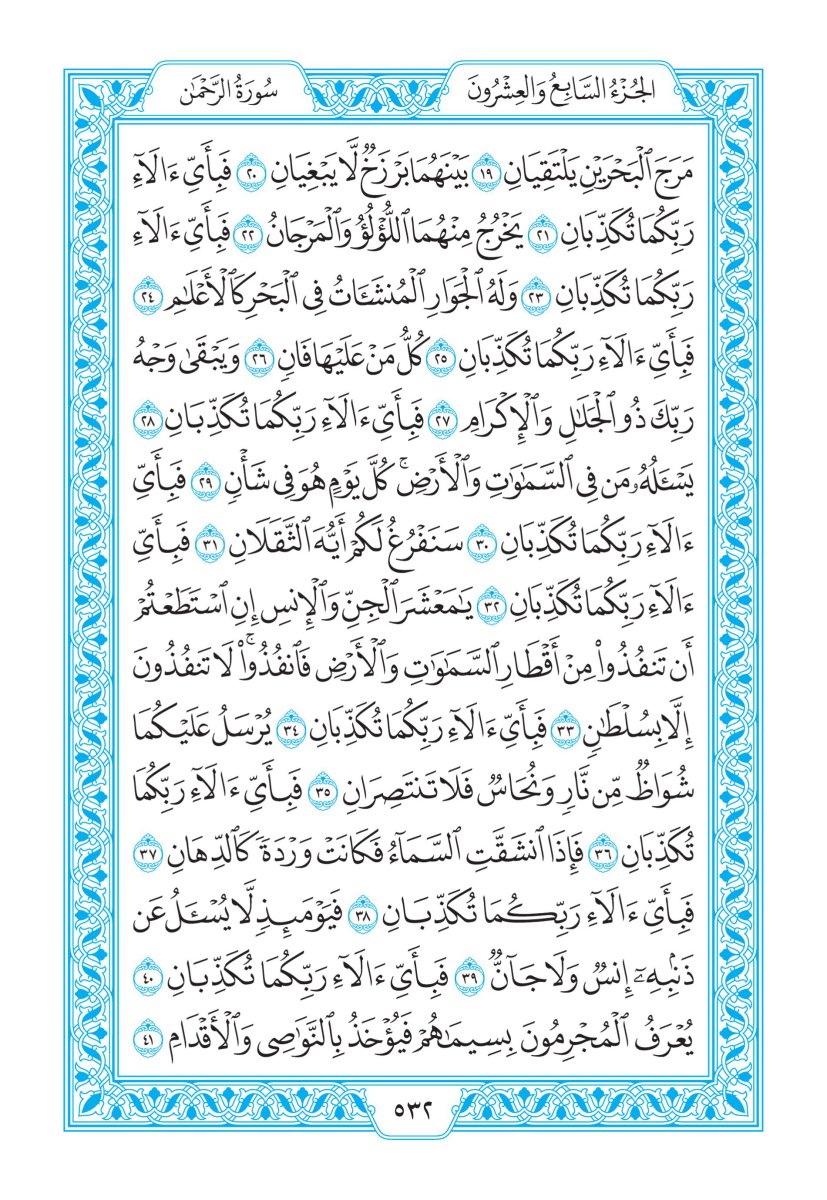 الجُزْءُ السَّابِعُ وَالعِشْرُونَ
سُورَةُ الرَّحْمَٰن
مَرَجَ ٱلْبَحْرَيْنِ يَلْتَقِيَانِ ١٩ بَيْنَهُمَا بَرْزَخٌ لَّا يَبْغِيَانِ ٢٠ فَبِأَيِّ ءَالَآءِ
رَبِّكُمَا تُكَذِّبَانِ ٢١ يَخْرُجُ مِنْهُمَا ٱللُّؤْلُؤُ وَٱلْمَرْجَانُ ٢٢ فَبِأَيِّ ءَالَآءِ
رَبِّكُمَا تُكَذِّبَانِ ٢٣ وَلَهُ ٱلْجَوَارِ ٱلْمُنشَـَٔاتُ فِى ٱلْبَحْرِ كَٱلْأَعْلَٰمِ ٢٤
فَبِأَيِّ ءَالَآءِ رَبِّكُمَا تُكَذِّبَانِ ٢٥ كُلُّ مَنْ عَلَيْهَا فَانٍ ٢٦ وَيَبْقَىٰ وَجْهُ
رَبِّكَ ذُو ٱلْجَلَٰلِ وَٱلْإِكْرَامِ ٢٧ فَبِأَيِّ ءَالَآءِ رَبِّكُمَا تُكَذِّبَانِ ٢٨
يَسْـَٔلُهُۥ مَن فِى ٱلسَّمَٰوَٰتِ وَٱلْأَرْضِ ۚ كُلَّ يَوْمٍ هُوَ فِى شَأْنٍ ٢٩ فَبِأَيِّ
ءَالَآءِ رَبِّكُمَا تُكَذِّبَانِ ٣٠ سَنَفْرُغُ لَكُمْ أَيُّهَ ٱلثَّقَلَانِ ٣١ فَبِأَيِّ
ءَالَآءِ رَبِّكُمَا تُكَذِّبَانِ ٣٢ يَٰمَعْشَرَ ٱلْجِنِّ وَٱلْإِنسِ إِنِ ٱسْتَطَعْتُمْ
أَن تَنفُذُوا۟ مِنْ أَقْطَارِ ٱلسَّمَٰوَٰتِ وَٱلْأَرْضِ فَٱنفُذُوا۟ ۚ لَا تَنفُذُونَ
إِلَّا بِسُلْطَٰنٍ ٣٣ فَبِأَيِّ ءَالَآءِ رَبِّكُمَا تُكَذِّبَانِ ٣٤ يُرْسَلُ عَلَيْكُمَا
شُوَاظٌ مِّن نَّارٍ وَنُحَاسٌ فَلَا تَنتَصِرَانِ ٣٥ فَبِأَيِّ ءَالَآءِ رَبِّكُمَا
تُكَذِّبَانِ ٣٦ فَإِذَا ٱنشَقَّتِ ٱلسَّمَآءُ فَكَانَتْ وَرْدَةً كَٱلدِّهَانِ ٣٧
فَبِأَيِّ ءَالَآءِ رَبِّكُمَا تُكَذِّبَانِ ٣٨ فَيَوْمَئِذٍ لَّا يُسْـَٔلُ عَن
ذَنۢبِهِۦٓ إِنسٌ وَلَا جَآنٌّ ٣٩ فَبِأَيِّ ءَالَآءِ رَبِّكُمَا تُكَذِّبَانِ ٤٠
يُعْرَفُ ٱلْمُجْرِمُونَ بِسِيمَٰهُمْ فَيُؤْخَذُ بِٱلنَّوَٰصِى وَٱلْأَقْدَامِ ٤١
٥٣٢